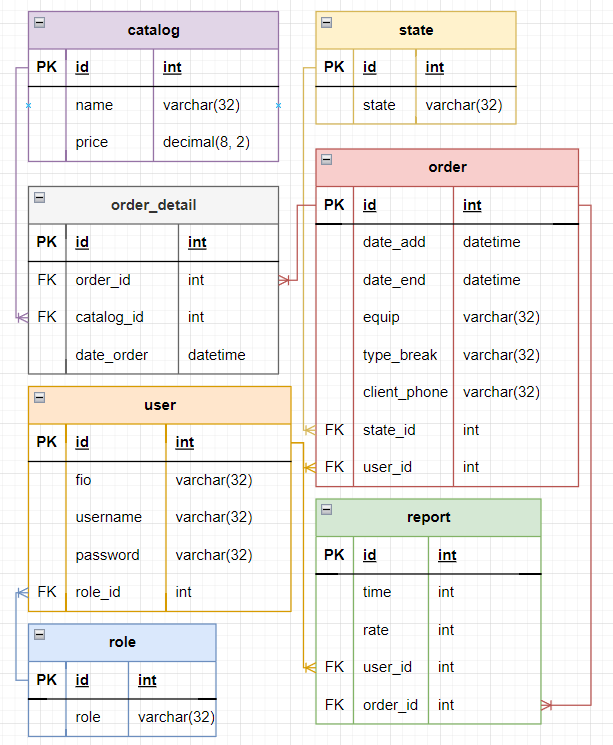 catalog
PK id int
name varchar(32)
price decimal(8, 2)
state
PK id int
state varchar(32)
order_detail
PK id int
FK order_id int
FK catalog_id int
date_order datetime
order
PK id int
date_add datetime
date_end datetime
equip varchar(32)
type_break varchar(32)
client_phone varchar(32)
FK state_id int
FK user_id int
user
PK id int
fio varchar(32)
username varchar(32)
password varchar(32)
FK role_id int
report
PK id int
time int
rate int
FK user_id int
FK order_id int
role
PK id int
role varchar(32)